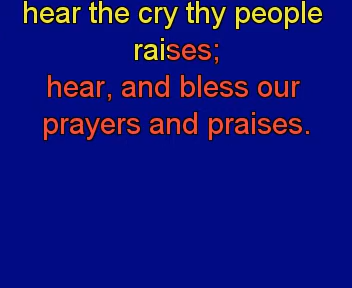 hear the cry thy people
raises;
hear, and bless our
prayers and praises.